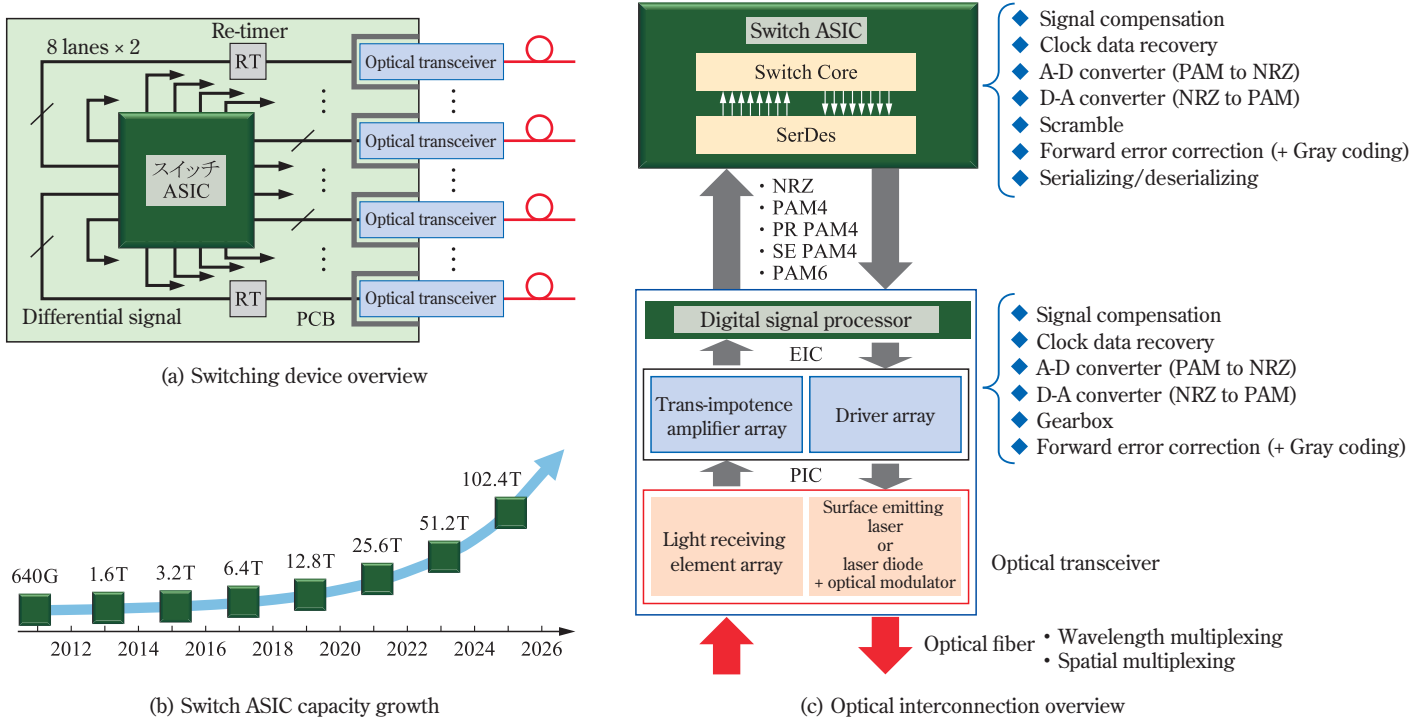 8 lanes × 2
Re-timer
RT
Optical transceiver
Optical transceiver
スイッチ
ASIC
Optical transceiver
RT
Optical transceiver
Differential signal
PCB
(a) Switching device overview
640G
1.6T
3.2T
6.4T
12.8T
25.6T
51.2T
102.4T
2012
2014
2016
2018
2020
2022
2024
2026
(b) Switch ASIC capacity growth
Switch ASIC
Switch Core
SerDes
Signal compensation
Clock data recovery
A-D converter (PAM to NRZ)
D-A converter (NRZ to PAM)
Scramble
Forward error correction (+ Gray coding)
Serializing/deserializing
・NRZ
・PAM4
・PR PAM4
・SE PAM4
・PAM6
Digital signal processor
EIC
Trans-impotence
amplifier array
Driver array
PIC
Light receiving
element array
Surface emitting
laser
or
laser diode
+ optical modulator
Signal compensation
Clock data recovery
A-D converter (PAM to NRZ)
D-A converter (NRZ to PAM)
Gearbox
Forward error correction (+ Gray coding)
Optical transceiver
Optical fiber
・Wavelength multiplexing
・Spatial multiplexing
(c) Optical interconnection overview